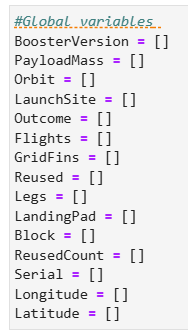 #Global variables
BoosterVersion = []
PayloadMass = []
Orbit = []
LaunchSite = []
Outcome = []
Flights = []
GridFins = []
Reused = []
Legs = []
LandingPad = []
Block = []
ReusedCount = []
Serial = []
Longitude = []
Latitude = []